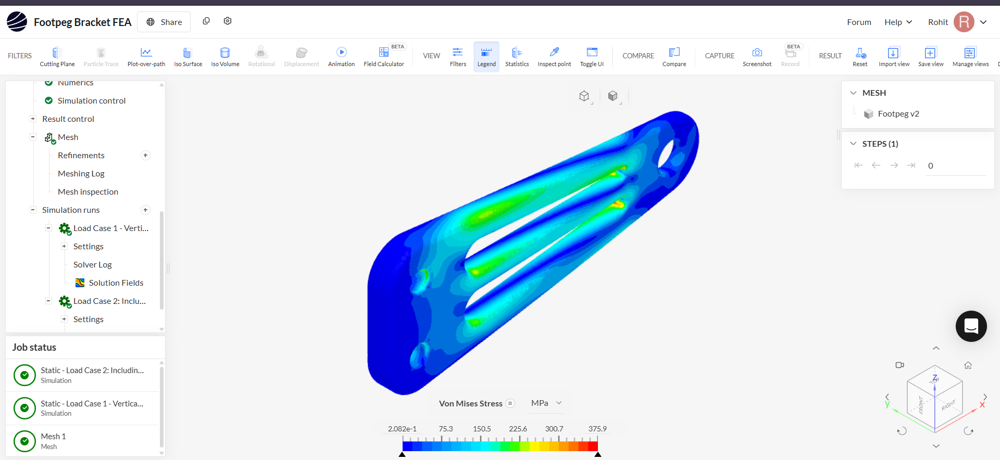 Footpeg Bracket FEA
Share
Forum
Help
Rohit
R
FILTERS
Cutting Plane
Particle Trace
Plot-over-path
Iso Surface
Iso Volume
Rotational
Displacement
Animation
BETA
Field Calculator
VIEW
Filters
Legend
Statistics
Inspect point
Toggle UI
COMPARE
Compare
CAPTURE
Screenshot
BETA
Record
RESULT
Reset
Import view
Save view
Manage views
D
Numerics
Simulation control
Result control
Mesh
Refinements
Meshing Log
Mesh inspection
Simulation runs
Load Case 1 - Verti...
Settings
Solver Log
Solution Fields
Load Case 2: Inclu...
Settings
Job status
Static - Load Case 2: Includin...
Simulation
Static - Load Case 1 - Vertica...
Simulation
Mesh 1
Mesh
MESH
Footpeg v2
STEPS (1)
0
Von Mises Stress
MPa
2.082e-1 75.3 150.5 225.6 300.7 375.9
TOP
Z
FRONT
RIGHT
y
X